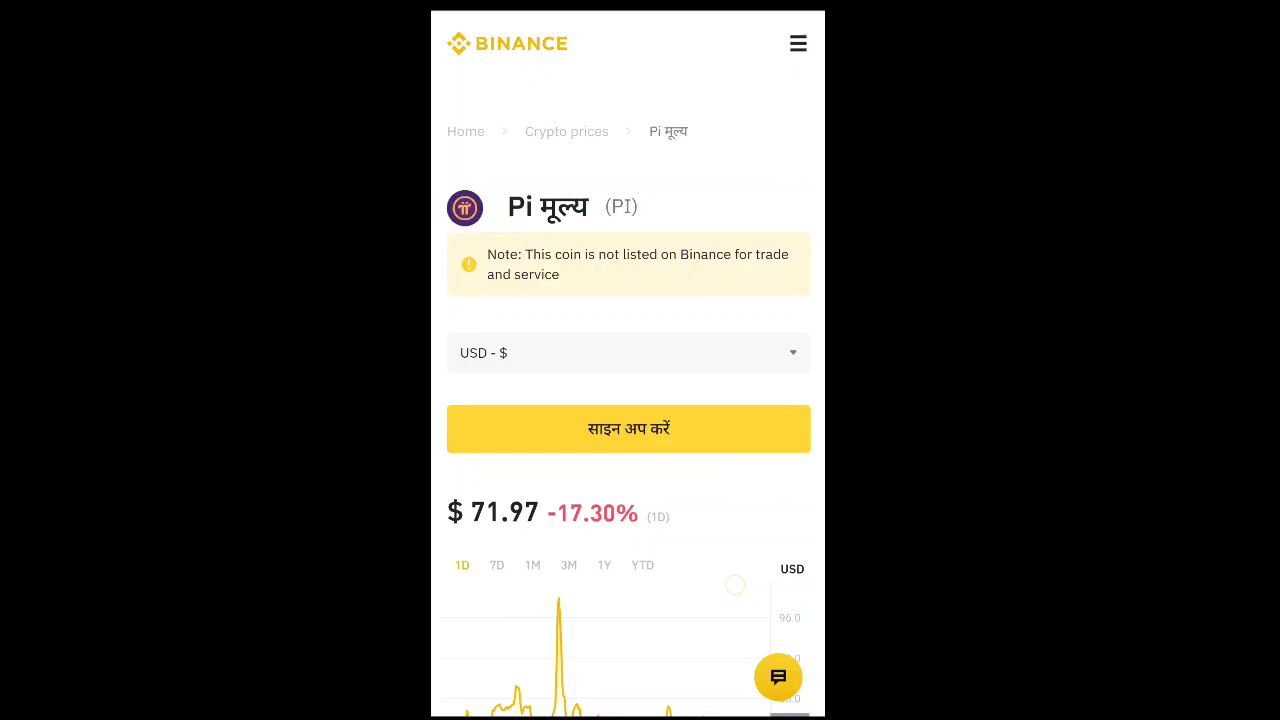 BINANCE
Home > Crypto prices > Pi मूल्य
Pi मूल्य (PI)
Note: This coin is not listed on Binance for trade
and service
USD - $
साइन अप करें
$ 71.97 -17.30% (1D)
1D 7D 1M 3M 1Y YTD
USD
96.0